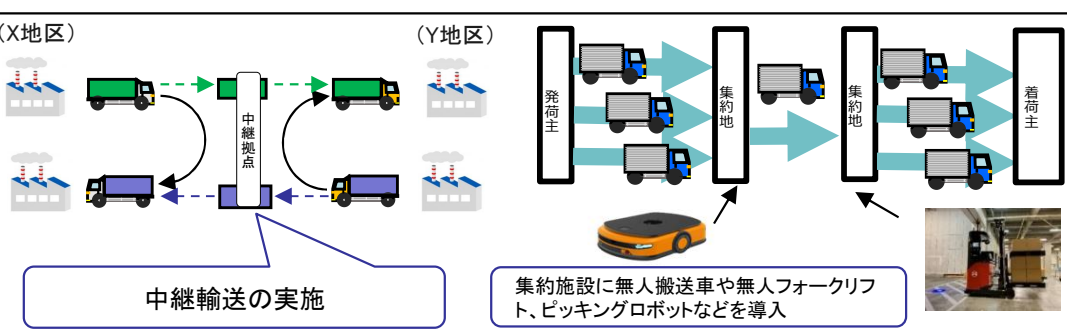 （X地区）
（Y地区）
中継拠点
中継輸送の実施
発荷主
集約地
集約地
着荷主
集約施設に無人搬送車や無人フォークリフ
ト、ピッキングロボットなどを導入